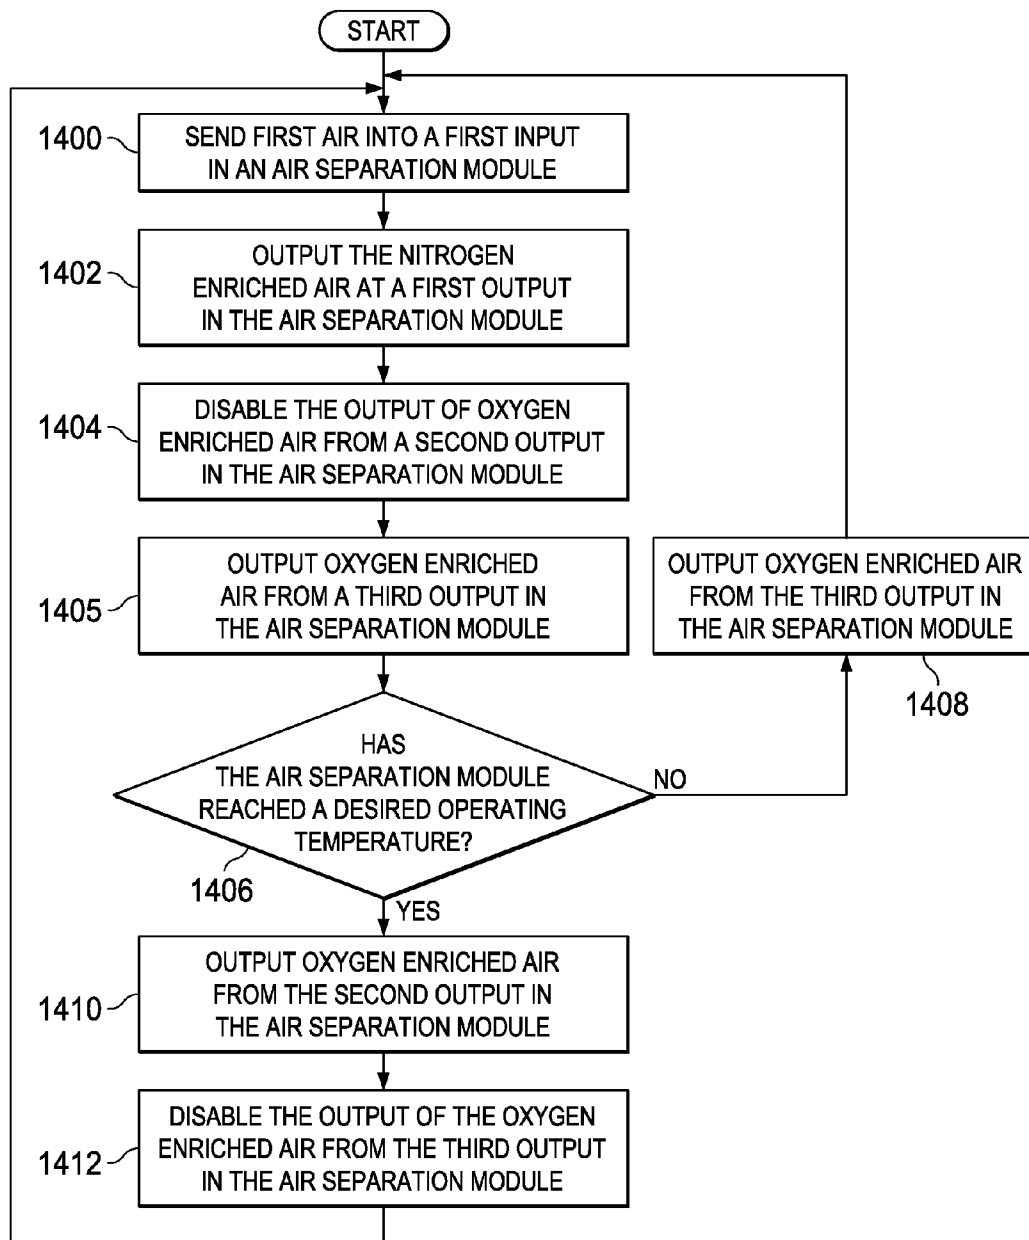 START
1400
SEND FIRST AIR INTO A FIRST INPUT
IN AN AIR SEPARATION MODULE
1402
OUTPUT THE NITROGEN
ENRICHED AIR AT A FIRST OUTPUT
IN THE AIR SEPARATION MODULE
1404
DISABLE THE OUTPUT OF OXYGEN
ENRICHED AIR FROM A SECOND OUTPUT
IN THE AIR SEPARATION MODULE
1405
OUTPUT OXYGEN ENRICHED
AIR FROM A THIRD OUTPUT IN
THE AIR SEPARATION MODULE
OUTPUT OXYGEN ENRICHED AIR
FROM THE THIRD OUTPUT IN
THE AIR SEPARATION MODULE
1408
HAS
THE AIR SEPARATION MODULE
REACHED A DESIRED OPERATING
TEMPERATURE?
NO
1406
YES
1410
OUTPUT OXYGEN ENRICHED AIR
FROM THE SECOND OUTPUT IN
THE AIR SEPARATION MODULE
1412
DISABLE THE OUTPUT OF THE OXYGEN
ENRICHED AIR FROM THE THIRD OUTPUT
IN THE AIR SEPARATION MODULE